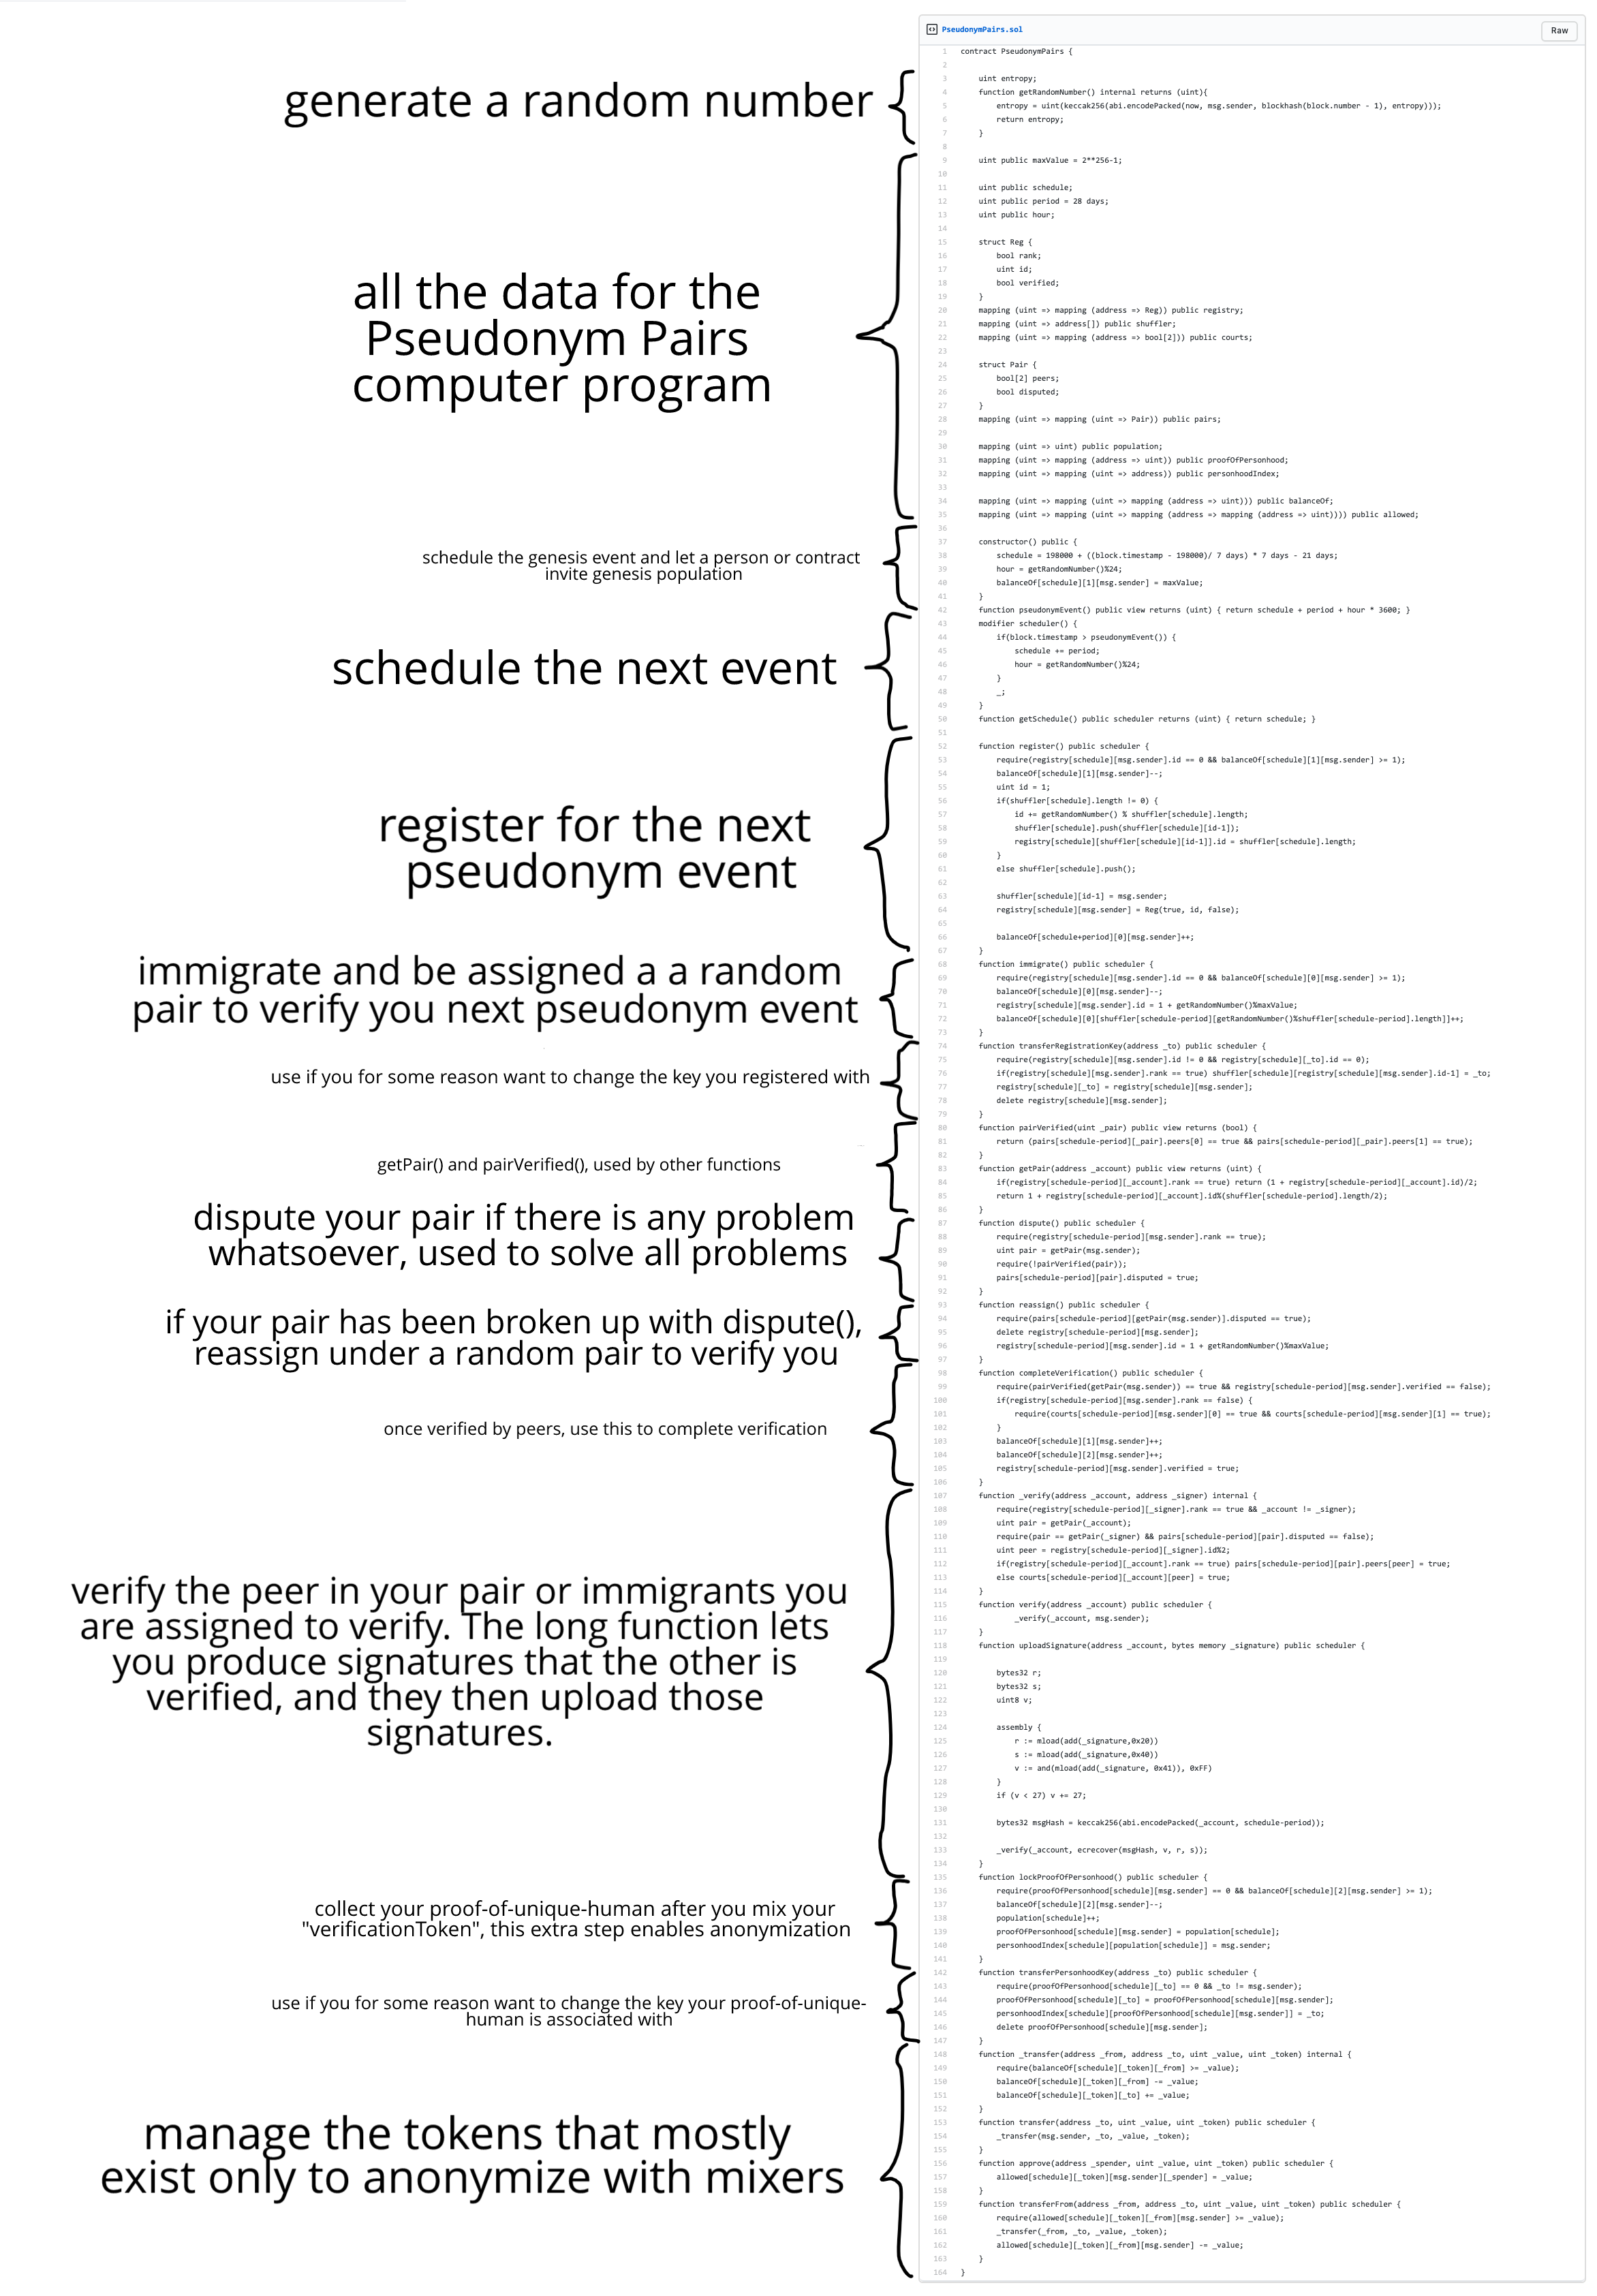 generate a random number
all the data for the
Pseudonym Pairs
computer program
schedule the genesis event and let a person or contract
invite genesis population
schedule the next event
register for the next
pseudonym event
immigrate and be assigned a a random
pair to verify you next pseudonym event
use if you for some reason want to change the key you registered with
getPair() and pairVerified(), used by other functions
dispute your pair if there is any problem
whatsoever, used to solve all problems
if your pair has been broken up with dispute(),
reassign under a random pair to verify you
once verified by peers, use this to complete verification
verify the peer in your pair or immigrants you
are assigned to verify. The long function lets
you produce signatures that the other is
verified, and they then upload those
signatures.
collect your proof-of-unique-human after you mix your
"verificationToken", this extra step enables anonymization
use if you for some reason want to change the key your proof-of-unique-
human is associated with
manage the tokens that mostly
exist only to anonymize with mixers
PseudonymPairs.sol
Raw
1 contract PseudonymPairs {
2
3 uint entropy;
4 function getRandomNumber() internal returns (uint){
5 entropy = uint(keccak256(abi.encodePacked(now, msg.sender, blockhash(block.number - 1), entropy)));
6 return entropy;
7 }
8
9 uint public maxValue = 2**256-1;
10
11 uint public schedule;
12 uint public period = 28 days;
13 uint public hour;
14
15 struct Reg {
16 bool rank;
17 uint id;
18 bool verified;
19 }
20 mapping (uint => mapping (address => Reg)) public registry;
21 mapping (uint => address[]) public shuffler;
22 mapping (uint => mapping (address => bool[2])) public courts;
23
24 struct Pair {
25 bool[2] peers;
26 bool disputed;
27 }
28 mapping (uint => mapping (uint => Pair)) public pairs;
29
30 mapping (uint => uint) public population;
31 mapping (uint => mapping (address => uint)) public proofOfPersonhood;
32 mapping (uint => mapping (uint => address)) public personhoodIndex;
33
34 mapping (uint => mapping (uint => mapping (address => uint))) public balanceOf;
35 mapping (uint => mapping (uint => mapping (address => mapping (address => uint)))) public allowed;
36
37 constructor() public {
38 schedule = 198000 + ((block.timestamp - 198000)/ 7 days) * 7 days - 21 days;
39 hour = getRandomNumber()%24;
40 balanceOf[schedule][1][msg.sender] = maxValue;
41 }
42 function pseudonymEvent() public view returns (uint) { return schedule + period + hour * 3600; }
43 modifier scheduler() {
44 if(block.timestamp > pseudonymEvent()) {
45 schedule += period;
46 hour = getRandomNumber()%24;
47 }
48 _;
49 }
50 function getSchedule() public scheduler returns (uint) { return schedule; }
51
52 function register() public scheduler {
53 require(registry[schedule][msg.sender].id == 0 && balanceOf[schedule][1][msg.sender] >= 1);
54 balanceOf[schedule][1][msg.sender]--;
55 uint id = 1;
56 if(shuffler[schedule].length != 0) {
57 id += getRandomNumber() % shuffler[schedule].length;
58 shuffler[schedule].push(shuffler[schedule][id-1]);
59 registry[schedule][shuffler[schedule][id-1]].id = shuffler[schedule].length;
60 }
61 else shuffler[schedule].push();
62
63 shuffler[schedule][id-1] = msg.sender;
64 registry[schedule][msg.sender] = Reg(true, id, false);
65
66 balanceOf[schedule+period][0][msg.sender]++;
67 }
68 function immigrate() public scheduler {
69 require(registry[schedule][msg.sender].id == 0 && balanceOf[schedule][0][msg.sender] >= 1);
70 balanceOf[schedule][0][msg.sender]--;
71 registry[schedule][msg.sender].id = 1 + getRandomNumber()%maxValue;
72 balanceOf[schedule][0][shuffler[schedule-period][getRandomNumber()%shuffler[schedule-period].length]]++;
73 }
74 function transferRegistrationKey(address _to) public scheduler {
75 require(registry[schedule][msg.sender].id != 0 && registry[schedule][_to].id == 0);
76 if(registry[schedule][msg.sender].rank == true) shuffler[schedule][registry[schedule][msg.sender].id-1] = _to;
77 registry[schedule][_to] = registry[schedule][msg.sender];
78 delete registry[schedule][msg.sender];
79 }
80 function pairVerified(uint _pair) public view returns (bool) {
81 return (pairs[schedule-period][_pair].peers[0] == true && pairs[schedule-period][_pair].peers[1] == true);
82 }
83 function getPair(address _account) public view returns (uint) {
84 if(registry[schedule-period][_account].rank == true) return (1 + registry[schedule-period][_account].id)/2;
85 return 1 + registry[schedule-period][_account].id%(shuffler[schedule-period].length/2);
86 }
87 function dispute() public scheduler {
88 require(registry[schedule-period][msg.sender].rank == true);
89 uint pair = getPair(msg.sender);
90 require(!pairVerified(pair));
91 pairs[schedule-period][pair].disputed = true;
92 }
93 function reassign() public scheduler {
94 require(pairs[schedule-period][getPair(msg.sender)].disputed == true);
95 delete registry[schedule-period][msg.sender];
96 registry[schedule-period][msg.sender].id = 1 + getRandomNumber()%maxValue;
97 }
98 function completeVerification() public scheduler {
99 require(pairVerified(getPair(msg.sender)) == true && registry[schedule-period][msg.sender].verified == false);
100 if(registry[schedule-period][msg.sender].rank == false) {
101 require(courts[schedule-period][msg.sender][0] == true && courts[schedule-period][msg.sender][1] == true);
102 }
103 balanceOf[schedule][1][msg.sender]++;
104 balanceOf[schedule][2][msg.sender]++;
105 registry[schedule-period][msg.sender].verified = true;
106 }
107 function _verify(address _account, address _signer) internal {
108 require(registry[schedule-period][_signer].rank == true && _account != _signer);
109 uint pair = getPair(_account);
110 require(pair == getPair(_signer) && pairs[schedule-period][pair].disputed == false);
111 uint peer = registry[schedule-period][_signer].id%2;
112 if(registry[schedule-period][_account].rank == true) pairs[schedule-period][pair].peers[peer] = true;
113 else courts[schedule-period][_account][peer] = true;
114 }
115 function verify(address _account) public scheduler {
116 _verify(_account, msg.sender);
117 }
118 function uploadSignature(address _account, bytes memory _signature) public scheduler {
119
120 bytes32 r;
121 bytes32 s;
122 uint8 v;
123
124 assembly {
125 r := mload(add(_signature,0x20))
126 s := mload(add(_signature,0x40))
127 v := and(mload(add(_signature, 0x41)), 0xFF)
128 }
129 if (v < 27) v += 27;
130
131 bytes32 msgHash = keccak256(abi.encodePacked(_account, schedule-period));
132
133 _verify(_account, ecrecover(msgHash, v, r, s));
134 }
135 function lockProofOfPersonhood() public scheduler {
136 require(proofOfPersonhood[schedule][msg.sender] == 0 && balanceOf[schedule][2][msg.sender] >= 1);
137 balanceOf[schedule][2][msg.sender]--;
138 population[schedule]++;
139 proofOfPersonhood[schedule][msg.sender] = population[schedule];
140 personhoodIndex[schedule][population[schedule]] = msg.sender;
141 }
142 function transferPersonhoodKey(address _to) public scheduler {
143 require(proofOfPersonhood[schedule][_to] == 0 && _to != msg.sender);
144 proofOfPersonhood[schedule][_to] = proofOfPersonhood[schedule][msg.sender];
145 personhoodIndex[schedule][proofOfPersonhood[schedule][msg.sender]] = _to;
146 delete proofOfPersonhood[schedule][msg.sender];
147 }
148 function _transfer(address _from, address _to, uint _value, uint _token) internal {
149 require(balanceOf[schedule][_token][_from] >= _value);
150 balanceOf[schedule][_token][_from] -= _value;
151 balanceOf[schedule][_token][_to] += _value;
152 }
153 function transfer(address _to, uint _value, uint _token) public scheduler {
154 _transfer(msg.sender, _to, _value, _token);
155 }
156 function approve(address _spender, uint _value, uint _token) public scheduler {
157 allowed[schedule][_token][msg.sender][_spender] = _value;
158 }
159 function transferFrom(address _from, address _to, uint _value, uint _token) public scheduler {
160 require(allowed[schedule][_token][_from][msg.sender] >= _value);
161 _transfer(_from, _to, _value, _token);
162 allowed[schedule][_token][_from][msg.sender] -= _value;
163 }
164 }